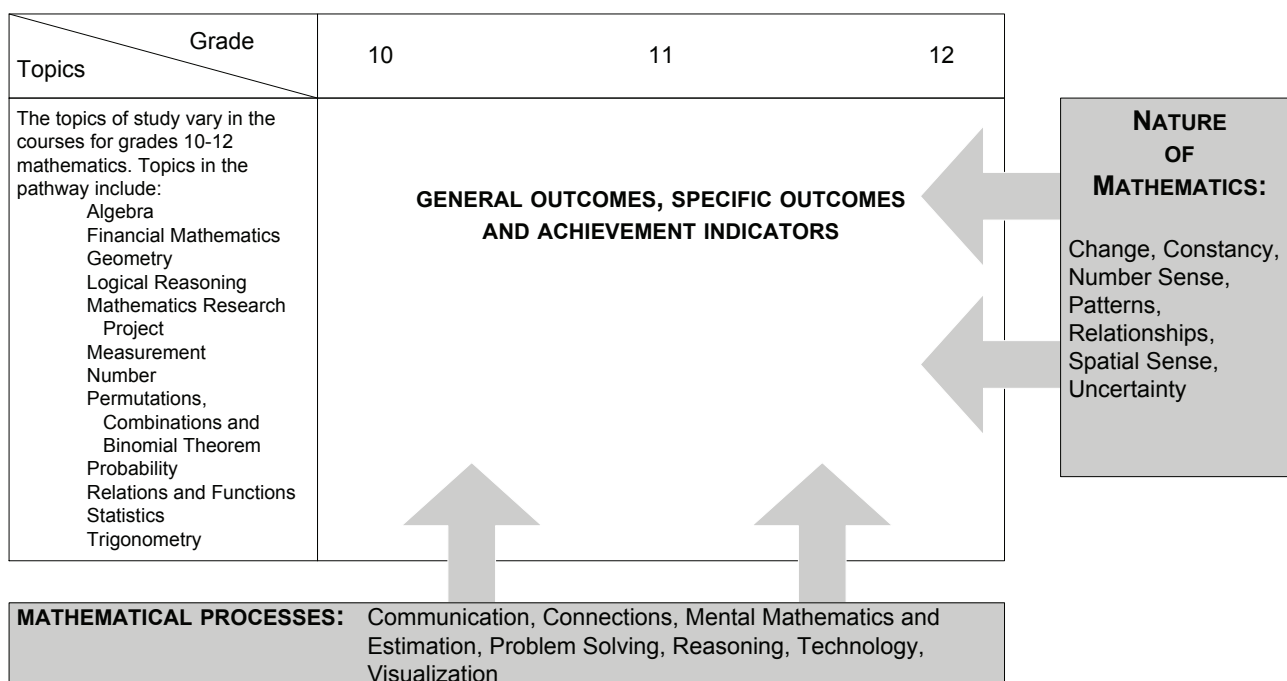 Grade
Topics
10
11
12
The topics of study vary in the
courses for grades 10-12
mathematics. Topics in the
pathway include:
Algebra
Financial Mathematics
Geometry
Logical Reasoning
Mathematics Research
Project
Measurement
Number
Permutations,
Combinations and
Binomial Theorem
Probability
Relations and Functions
Statistics
Trigonometry
GENERAL OUTCOMES, SPECIFIC OUTCOMES
AND ACHIEVEMENT INDICATORS
NATURE
OF
MATHEMATICS:
Change, Constancy,
Number Sense,
Patterns,
Relationships,
Spatial Sense,
Uncertainty
MATHEMATICAL PROCESSES: Communication, Connections, Mental Mathematics and
Estimation, Problem Solving, Reasoning, Technology,
Visualization